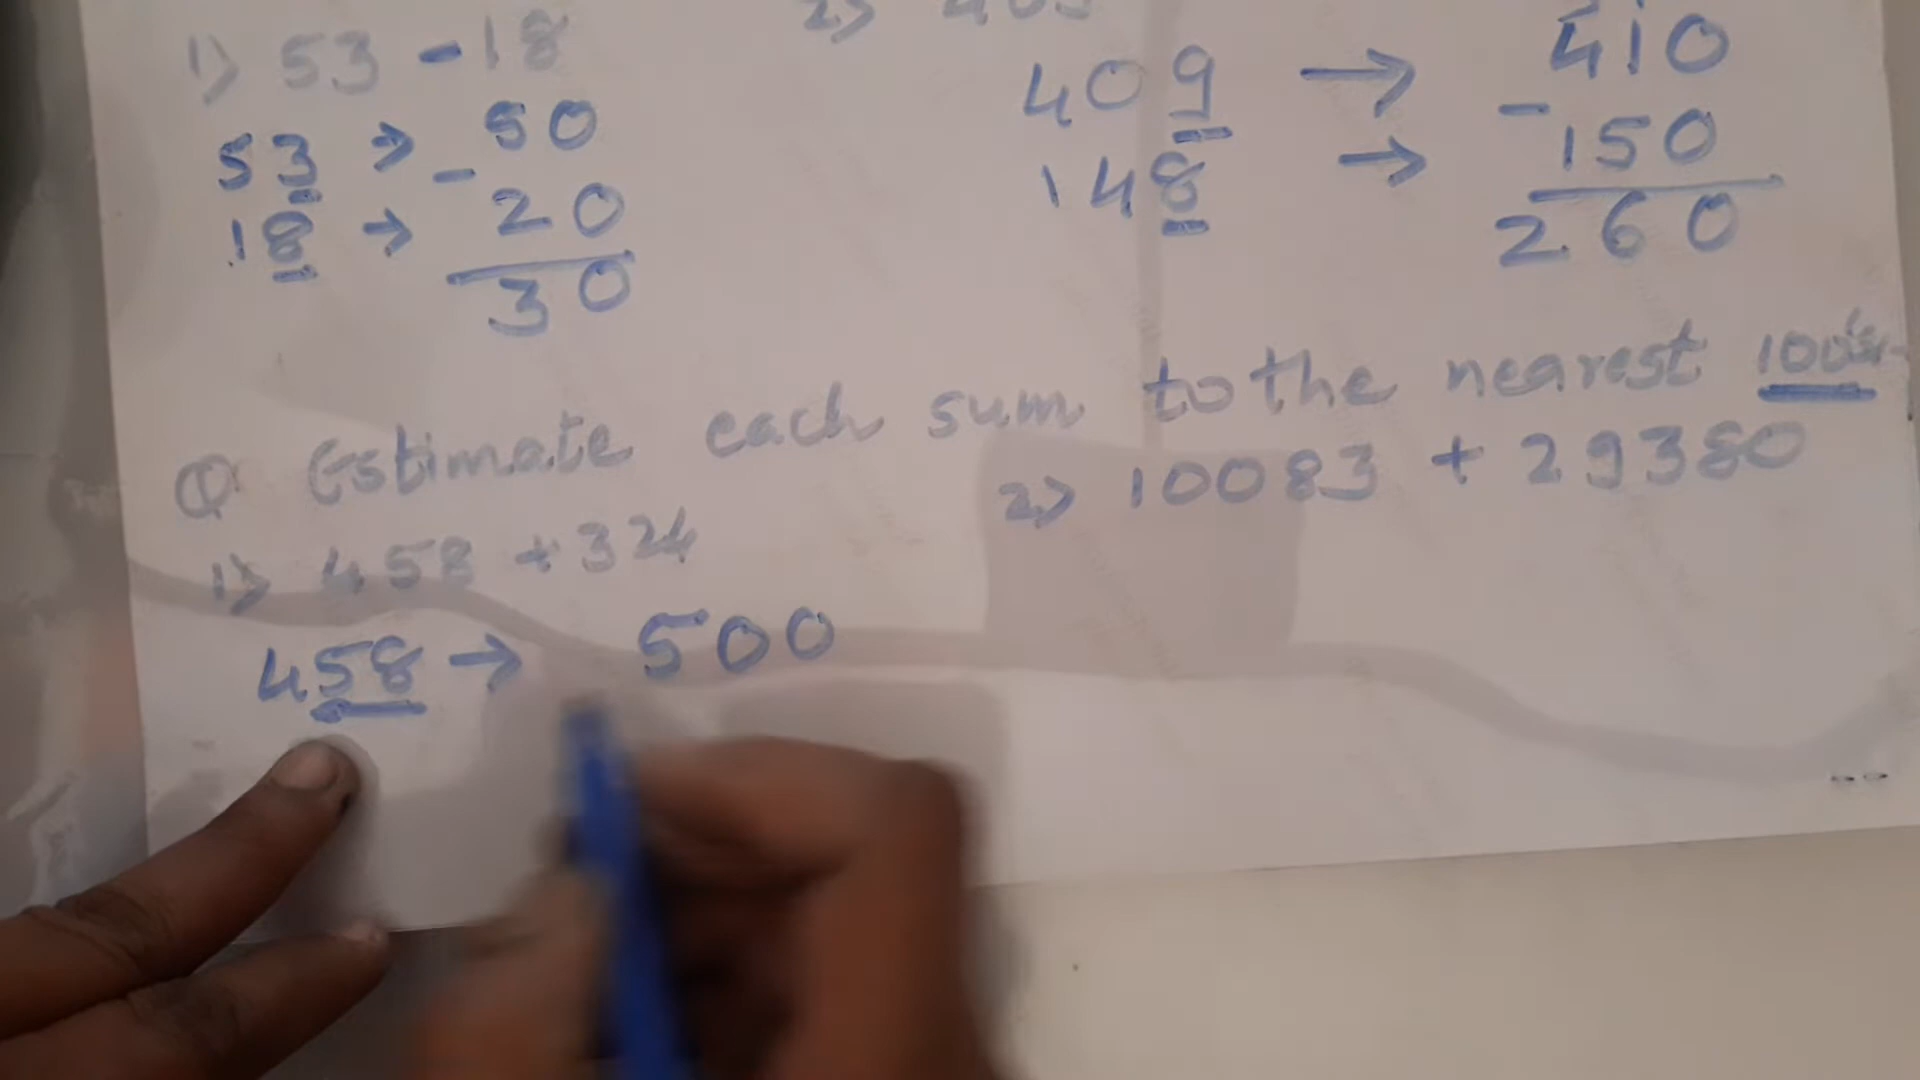 1) 53 - 18
53 → 50
- 20
18 →
30
2)
409 → 410
148 → - 150
260
Q Estimate each sum to the nearest 100's
1) 458 + 324
2) 10083 + 29380
458 → 500